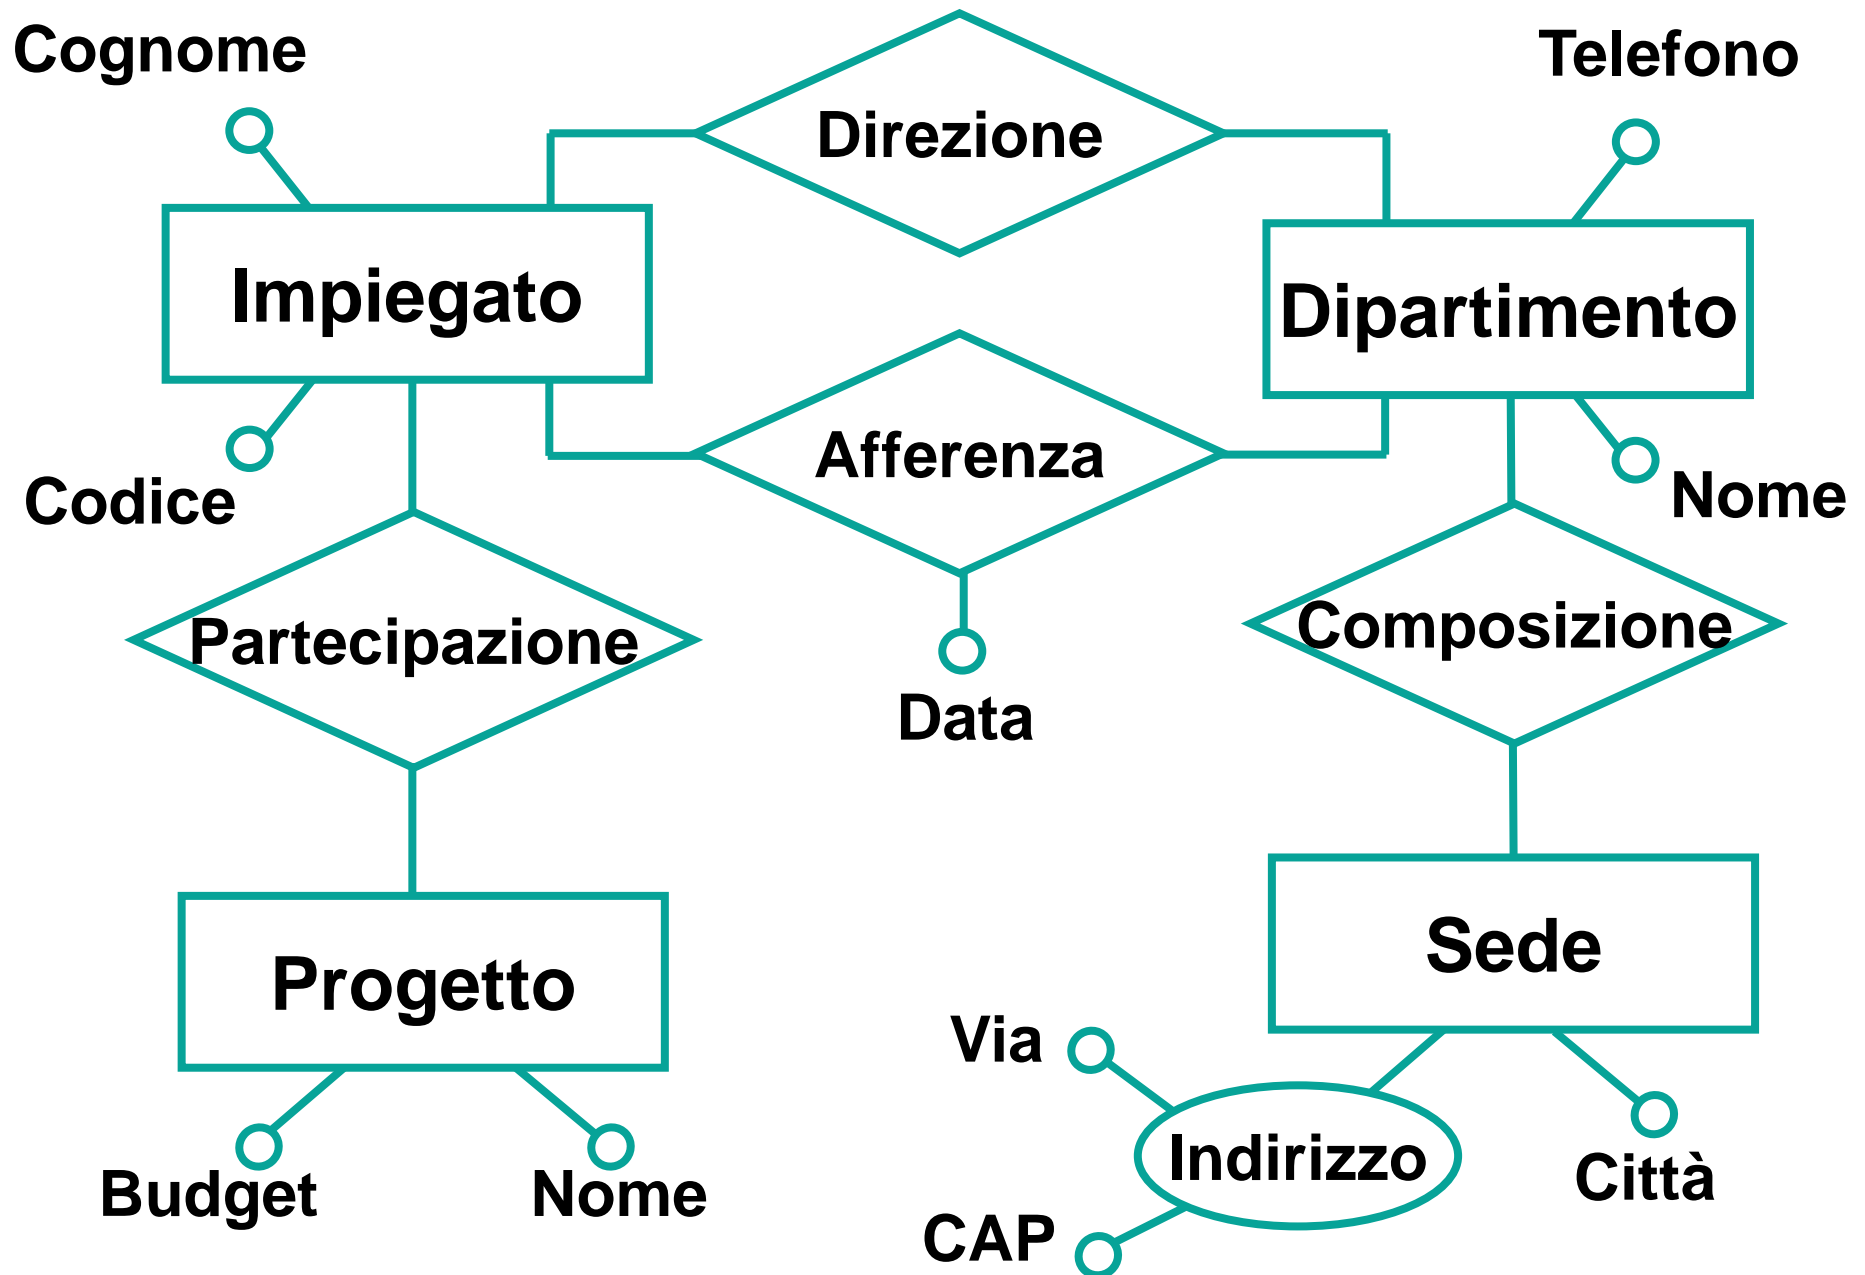 Cognome
Telefono
Direzione
Impiegato
Dipartimento
Afferenza
Codice
Nome
Partecipazione
Composizione
Data
Sede
Progetto
Via
Indirizzo
Città
Budget
Nome
CAP